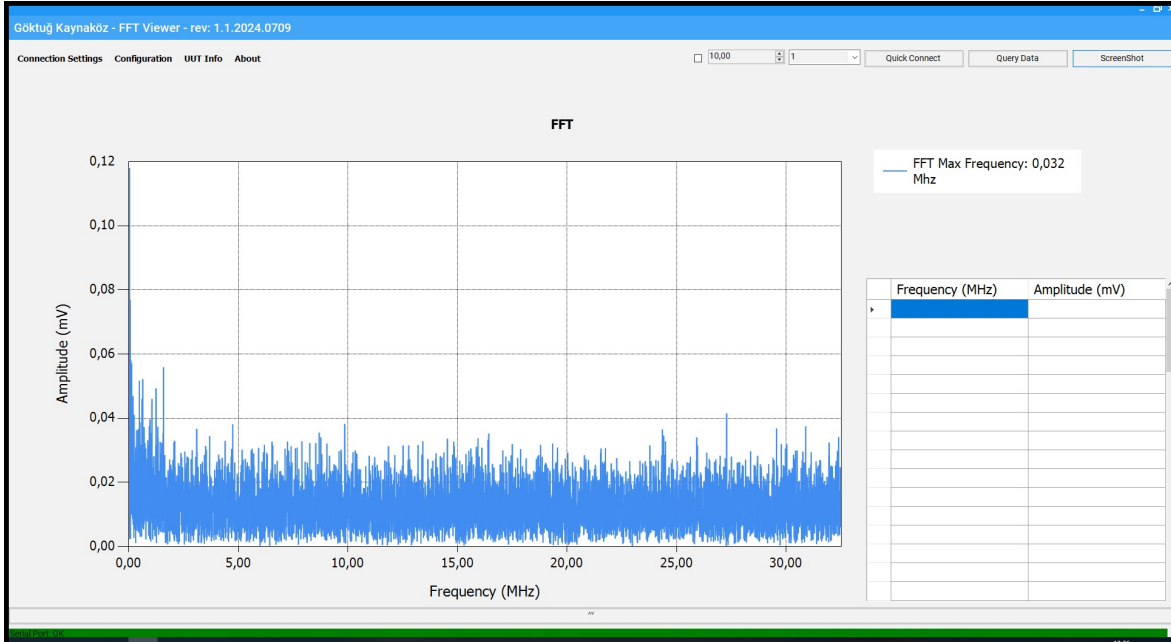 Göktuğ Kaynaköz - FFT Viewer - rev: 1.1.2024.0709
Connection Settings Configuration UUT Info About
10,00 1 Quick Connect Query Data ScreenShot
FFT
FFT Max Frequency: 0,032
Mhz
0,12
0,10
0,08
0,06
0,04
0,02
0,00
Amplitude (mV)
0,00 5,00 10,00 15,00 20,00 25,00 30,00
Frequency (MHz)
Frequency (MHz) Amplitude (mV)
Serial Port: OK